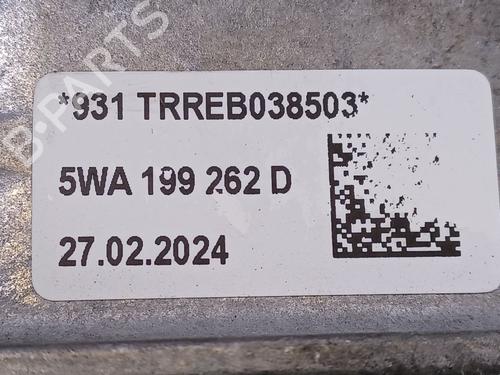 B-PARTS
*931 TRREB038503*
5WA 199 262 D
27.02.2024